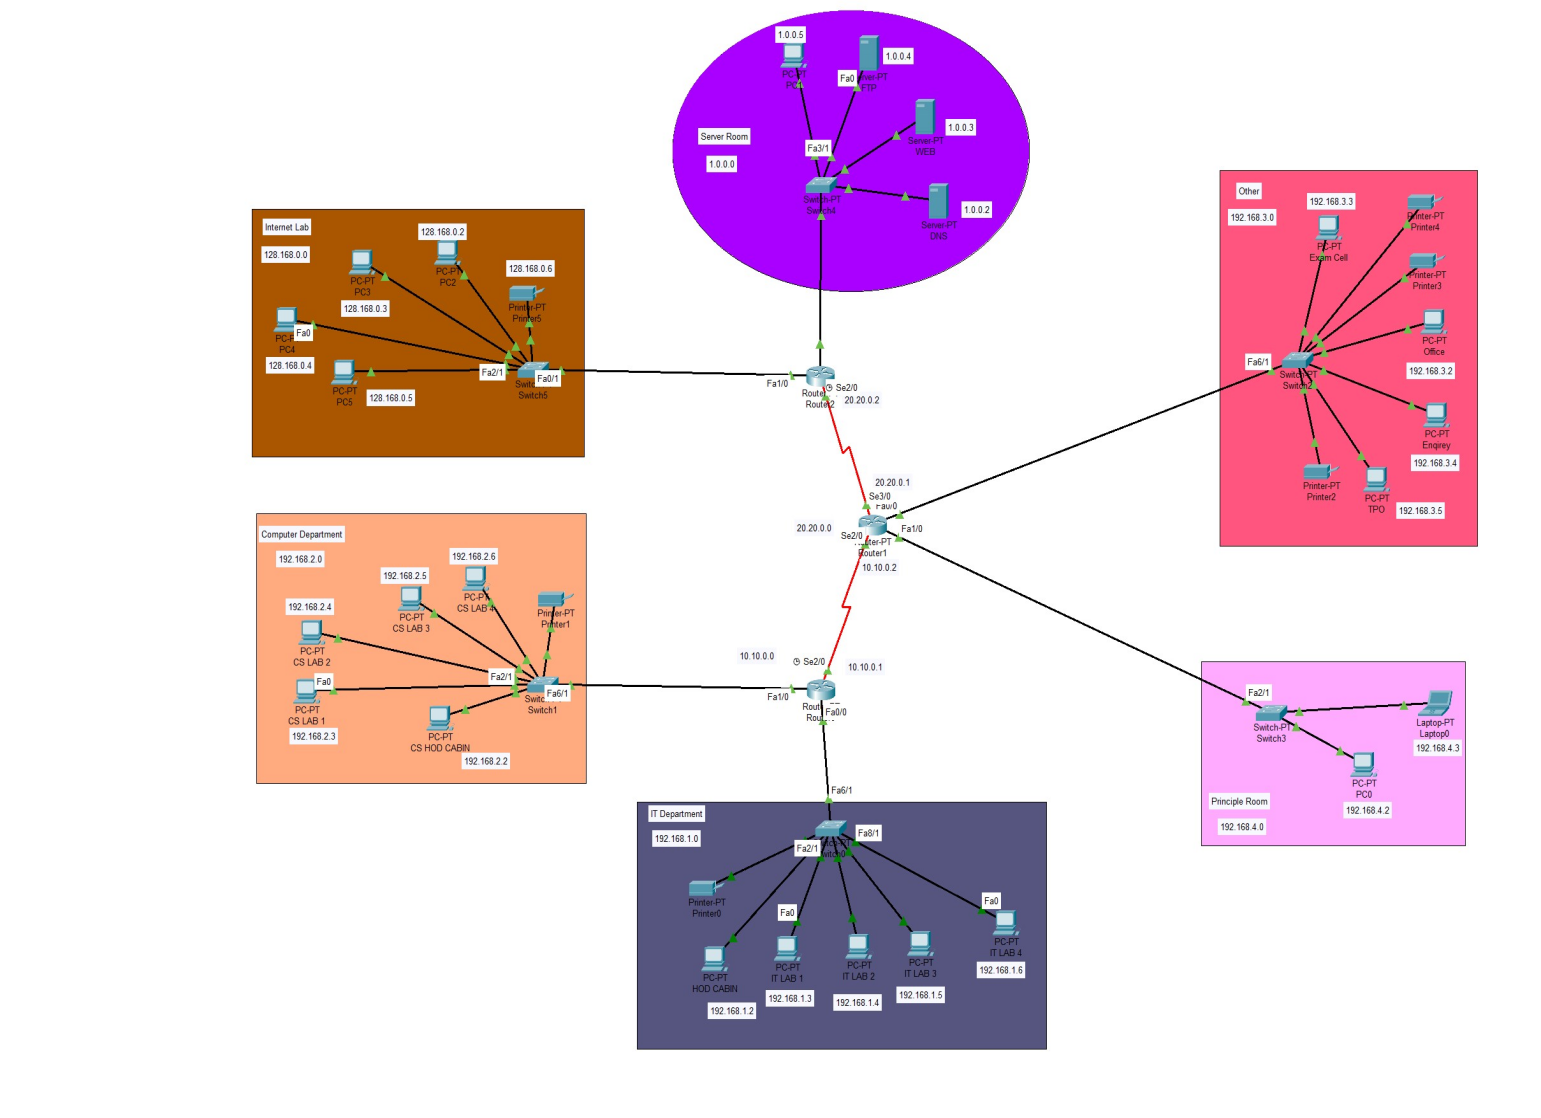 1.0.0.5
PC-PT
1.0.0.4
Fa0
FTP
Server-PT
WEB
1.0.0.3
Server Room
1.0.0.0
Fa3/1
Switch-PT
Switch4
Server-PT
DNS
1.0.0.2
Internet Lab
128.168.0.0
128.168.0.2
PC-PT
PC2
PC-PT
PC3
128.168.0.3
128.168.0.6
Printer-PT
Printer5
Fa0
PC4
128.168.0.4
PC-PT
PC5
128.168.0.5
Fa2/1
Fa0/1
Switch5
Fa1/0
Se2/0
20.20.0.2
Router2
Other
192.168.3.0
192.168.3.3
PC-PT
Exam Cell
Printer-PT
Printer4
Printer-PT
Printer3
PC-PT
Office
192.168.3.2
Fa6/1
Switch-PT
Switch2
PC-PT
Enqirey
192.168.3.4
Printer-PT
Printer2
PC-PT
TPO
192.168.3.5
20.20.0.1
Se3/0
Fa0/0
20.20.0.0
Fa1/0
Se2/0
Router1
10.10.0.2
Computer Department
192.168.2.0
192.168.2.6
PC-PT
CS LAB 4
192.168.2.5
PC-PT
CS LAB 3
192.168.2.4
PC-PT
CS LAB 2
Printer-PT
Printer1
Fa0
PC-PT
CS LAB 1
192.168.2.3
Fa2/1
Fa6/1
Switch1
PC-PT
CS HOD CABIN
192.168.2.2
10.10.0.0
Se2/0
10.10.0.1
Fa1/0
Fa0/0
Fa2/1
Switch-PT
Switch3
Laptop-PT
Laptop0
192.168.4.3
PC-PT
PC0
192.168.4.2
Principle Room
192.168.4.0
Fa6/1
IT Department
192.168.1.0
Fa8/1
Fa2/1
Printer-PT
Printer0
Fa0
Fa0
PC-PT
HOD CABIN
192.168.1.2
PC-PT
IT LAB 1
192.168.1.3
PC-PT
IT LAB 2
192.168.1.4
PC-PT
IT LAB 3
192.168.1.5
PC-PT
IT LAB 4
192.168.1.6